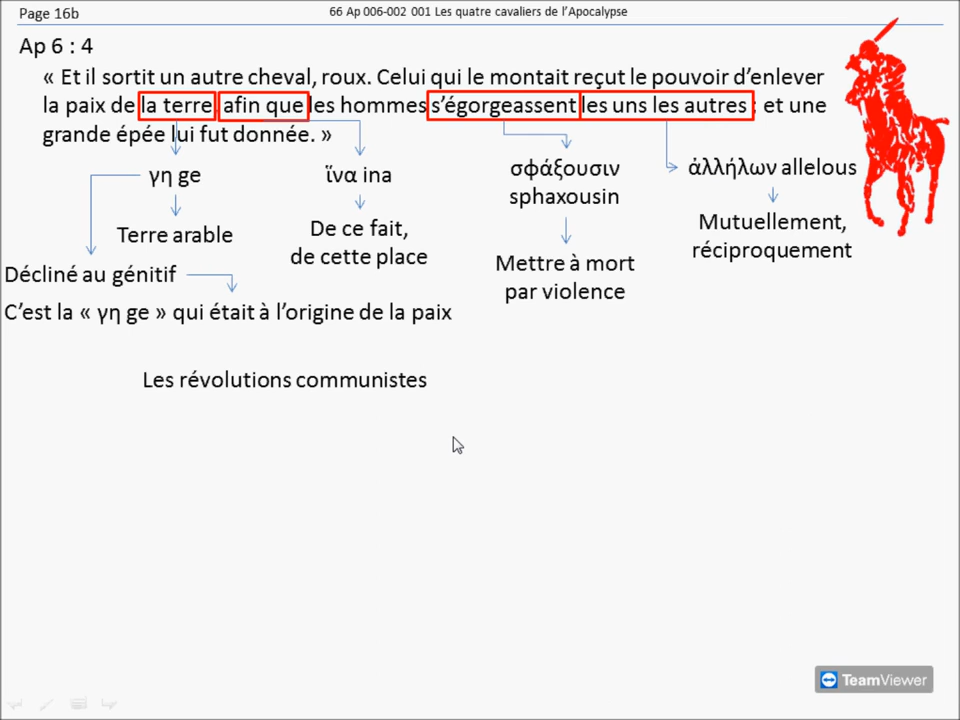 Page 16b
66 Ap 006-002 001 Les quatre cavaliers de l’Apocalypse
Ap 6 : 4
« Et il sortit un autre cheval, roux. Celui qui le montait reçut le pouvoir d’enlever
la paix de la terre, afin que les hommes s’égorgeassent les uns les autres ; et une
grande épée lui fut donnée. »
γη ge
ἵνα ina
σφάξουσιν
sphaxousin
ἀλλήλων allelous
Terre arable
De ce fait,
de cette place
Mettre à mort
par violence
Mutuellement,
réciproquement
Décliné au génitif
C’est la « γη ge » qui était à l’origine de la paix
Les révolutions communistes
TeamViewer